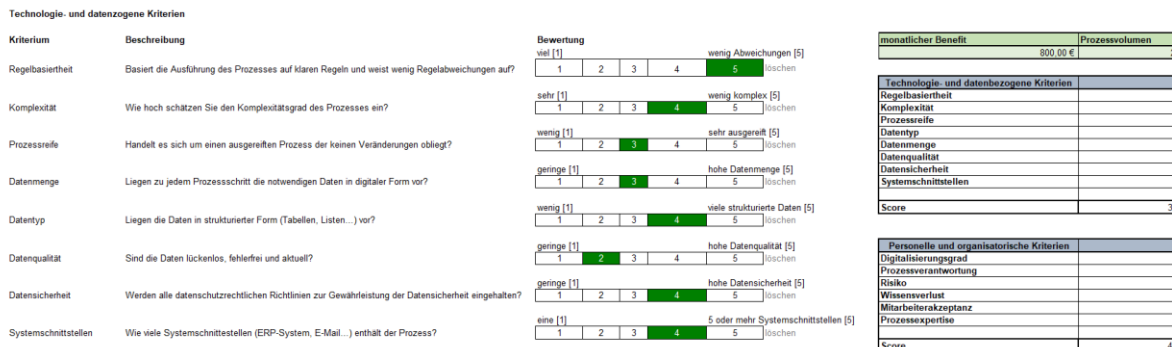 Technologie- und datenzogene Kriterien
Kriterium Beschreibung Bewertung
viel [1] wenig Abweichungen [5]
Regelbasiertheit Basiert die Ausführung des Prozesses auf klaren Regeln und weist wenig Regelabweichungen auf? 1 2 3 4 5 löschen
sehr [1] wenig komplex [5]
Komplexität Wie hoch schätzen Sie den Komplexitätsgrad des Prozesses ein? 1 2 3 4 5 löschen
wenig [1] sehr ausgereift [5]
Prozessreife Handelt es sich um einen ausgereiften Prozess der keinen Veränderungen obliegt? 1 2 3 4 5 löschen
geringe [1] hohe Datenmenge [5]
Datenmenge Liegen zu jedem Prozessschritt die notwendigen Daten in digitaler Form vor? 1 2 3 4 5 löschen
wenig [1] viele strukturierte Daten [5]
Datentyp Liegen die Daten in strukturierter Form (Tabellen, Listen...) vor? 1 2 3 4 5 löschen
geringe [1] hohe Datenqualität [5]
Datenqualität Sind die Daten lückenlos, fehlerfrei und aktuell? 1 2 3 4 5 löschen
geringe [1] hohe Datensicherheit [5]
Datensicherheit Werden alle datenschutzrechtlichen Richtlinien zur Gewährleistung der Datensicherheit eingehalten? 1 2 3 4 5 löschen
eine [1] 5 oder mehr Systemschnittstellen [5]
Systemschnittstellen Wie viele Systemschnittestellen (ERP-System, E-Mail...) enthält der Prozess? 1 2 3 4 5 löschen
monatlicher Benefit Prozessvolumen
800,00 €
Technologie- und datenbezogene Kriterien
Regelbasiertheit
Komplexität
Prozessreife
Datentyp
Datenmenge
Datenqualität
Datensicherheit
Systemschnittstellen
Score 3
Personelle und organisatorische Kriterien
Digitalisierungsgrad
Prozessverantwortung
Risiko
Wissensverlust
Mitarbeiterakzeptanz
Prozessexpertise
Score 4